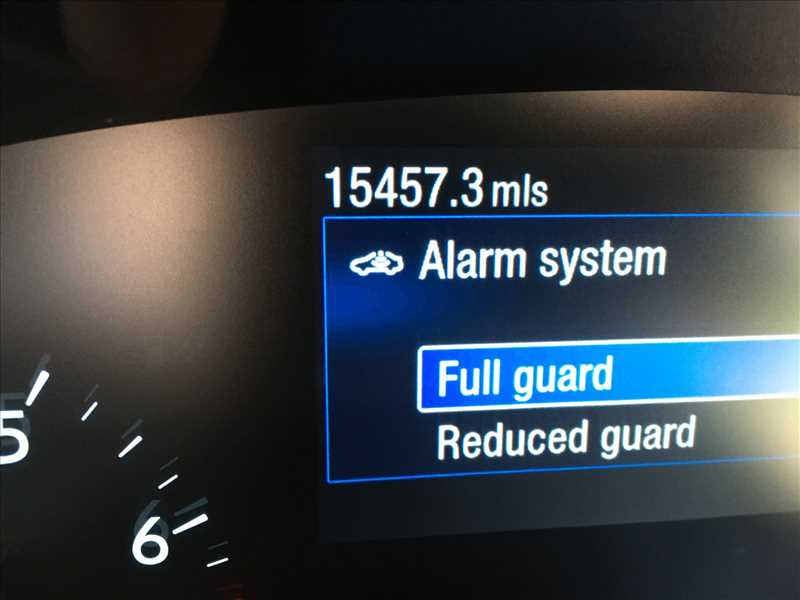 15457.3 mls
Alarm system
Full guard
Reduced guard
5
6